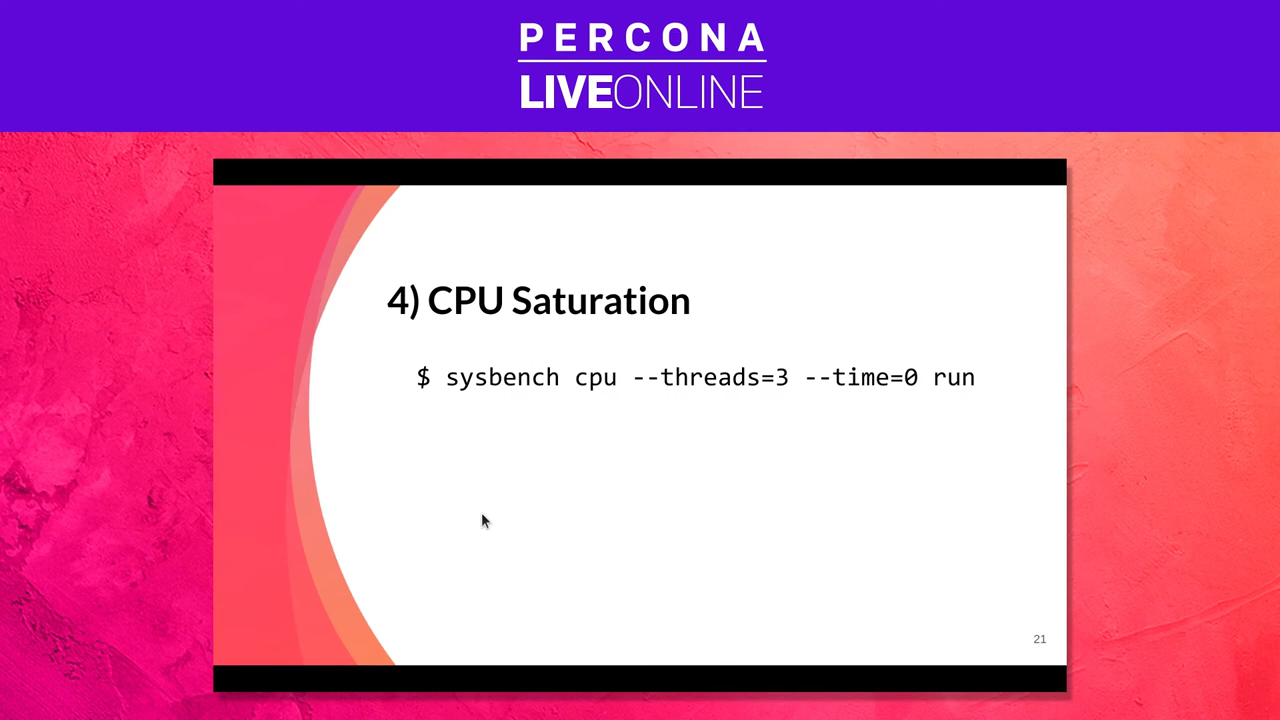 PERCONA
LIVEONLINE
4) CPU Saturation
$ sysbench cpu --threads=3 --time=0 run
21